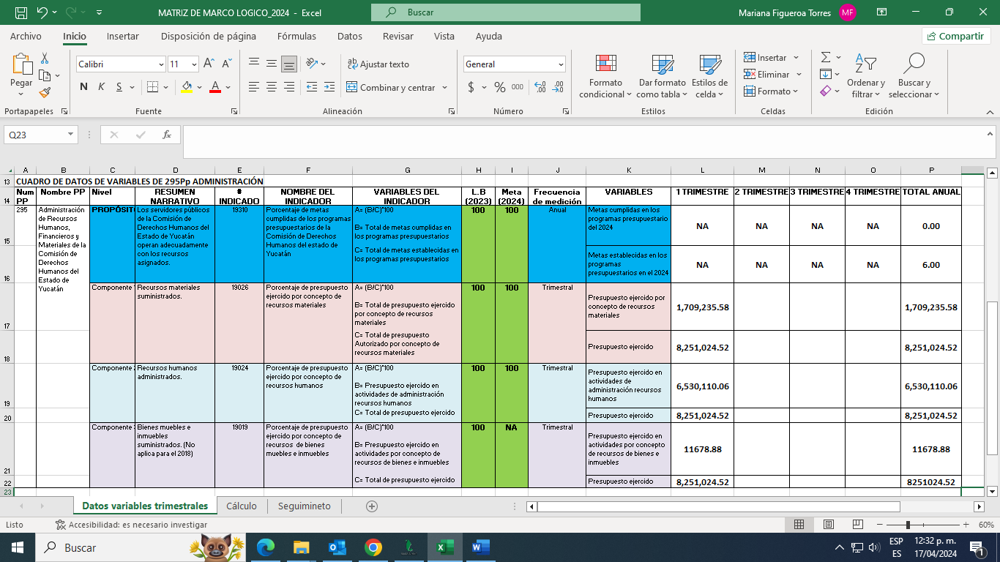 MATRIZ DE MARCO LOGICO_2024 - Excel
Buscar
Mariana Figueroa Torres
MF
Archivo Inicio Insertar Disposición de página Fórmulas Datos Revisar Vista Ayuda
Compartir
Pegar
Portapapeles
Calibri 11
N K S
Fuente
Ajustar texto
Combinar y centrar
Alineación
General
$ % 000
Número
Formato
condicional
Dar formato
como tabla
Estilos de
celda
Estilos
Insertar
Eliminar
Formato
Celdas
Ordenar y
filtrar
Buscar y
seleccionar
Edición
Q23
fx
A B C D E F G H I J K L M N O P
13 CUADRO DE DATOS DE VARIABLES DE 295Pp ADMINISTRACIÓN
14
Num
PP
Nombre PP
Nivel
RESUMEN
NARRATIVO
#
INDICADO
NOMBRE DEL
INDICADOR
VARIABLES DEL
INDICADOR
L.B
(2023)
Meta
(2024)
Frecuencia
de medición
VARIABLES
1 TRIMESTRE
2 TRIMESTRE
3 TRIMESTRE
4 TRIMESTRE
TOTAL ANUAL
295
Administración
de Recursos
Humanos,
Financieros y
Materiales de la
Comisión de
Derechos
Humanos del
Estado de
Yucatán
PROPÓSIT
Los servidores públicos
de la Comisión de
Derechos Humanos del
Estado de Yucatán
operan adecuadamente
con los recursos
asignados.
19310
Porcentaje de metas
cumplidas de los programas
presupuestarios de la
Comisión de Derechos
Humanos del estado de
Yucatán
A= (B/C)*100
B= Total de metas cumplidas en
los programas presupuestarios
C= Total de metas establecidas en
los programas presupuestarios
100
100
Anual
15
Metas cumplidas en los
programas presupuestario
del 2024
NA NA NA NA 0.00
16
Metas establecidas en los
programas
presupuestarios en el 2024
NA NA NA NA 6.00
Componente
Recursos materiales
suministrados.
19026
Porcentaje de presupuesto
ejercido por concepto de
recursos materiales
A= (B/C)*100
B= Total de presupuesto ejercido
por concepto de recursos
materiales
C= Total de presupuesto
Autorizado por concepto de
recursos materiales
100
100
Trimestral
17
Presupuesto ejercido por
concepto de recursos
materiales
1,709,235.58 1,709,235.58
18
Presupuesto ejercido
8,251,024.52 8,251,024.52
Componente
Recursos humanos
administrados.
19024
Porcentaje de presupuesto
ejercido por concepto de
recursos humanos
A= (B/C)*100
B= Presupuesto ejercido en
actividades de administración
recursos humanos
C= Total de presupuesto ejercido
100
100
Trimestral
19
Presupuesto ejercido en
actividades de
administración recursos
humanos
6,530,110.06 6,530,110.06
20
Presupuesto ejercido
8,251,024.52 8,251,024.52
Componente
Bienes muebles e
inmuebles
suministrados. (No
aplica para el 2018)
19019
Porcentaje de presupuesto
ejercido por concepto de
recursos de bienes
muebles e inmuebles
A= (B/C)*100
B= Presupuesto ejercido en
actividades por concepto de
recursos de bienes e inmuebles
C= Total de presupuesto ejercido
100
NA
Trimestral
21
Presupuesto ejercido en
actividades por concepto
de recursos de bienes e
inmuebles
11678.88 11678.88
22
Presupuesto ejercido
8,251,024.52 8251024.52
23
Datos variables trimestrales Cálculo Seguimineto
Listo
Accesibilidad: es necesario investigar
60%
Buscar
ESP
ES
12:32 p. m.
17/04/2024
1